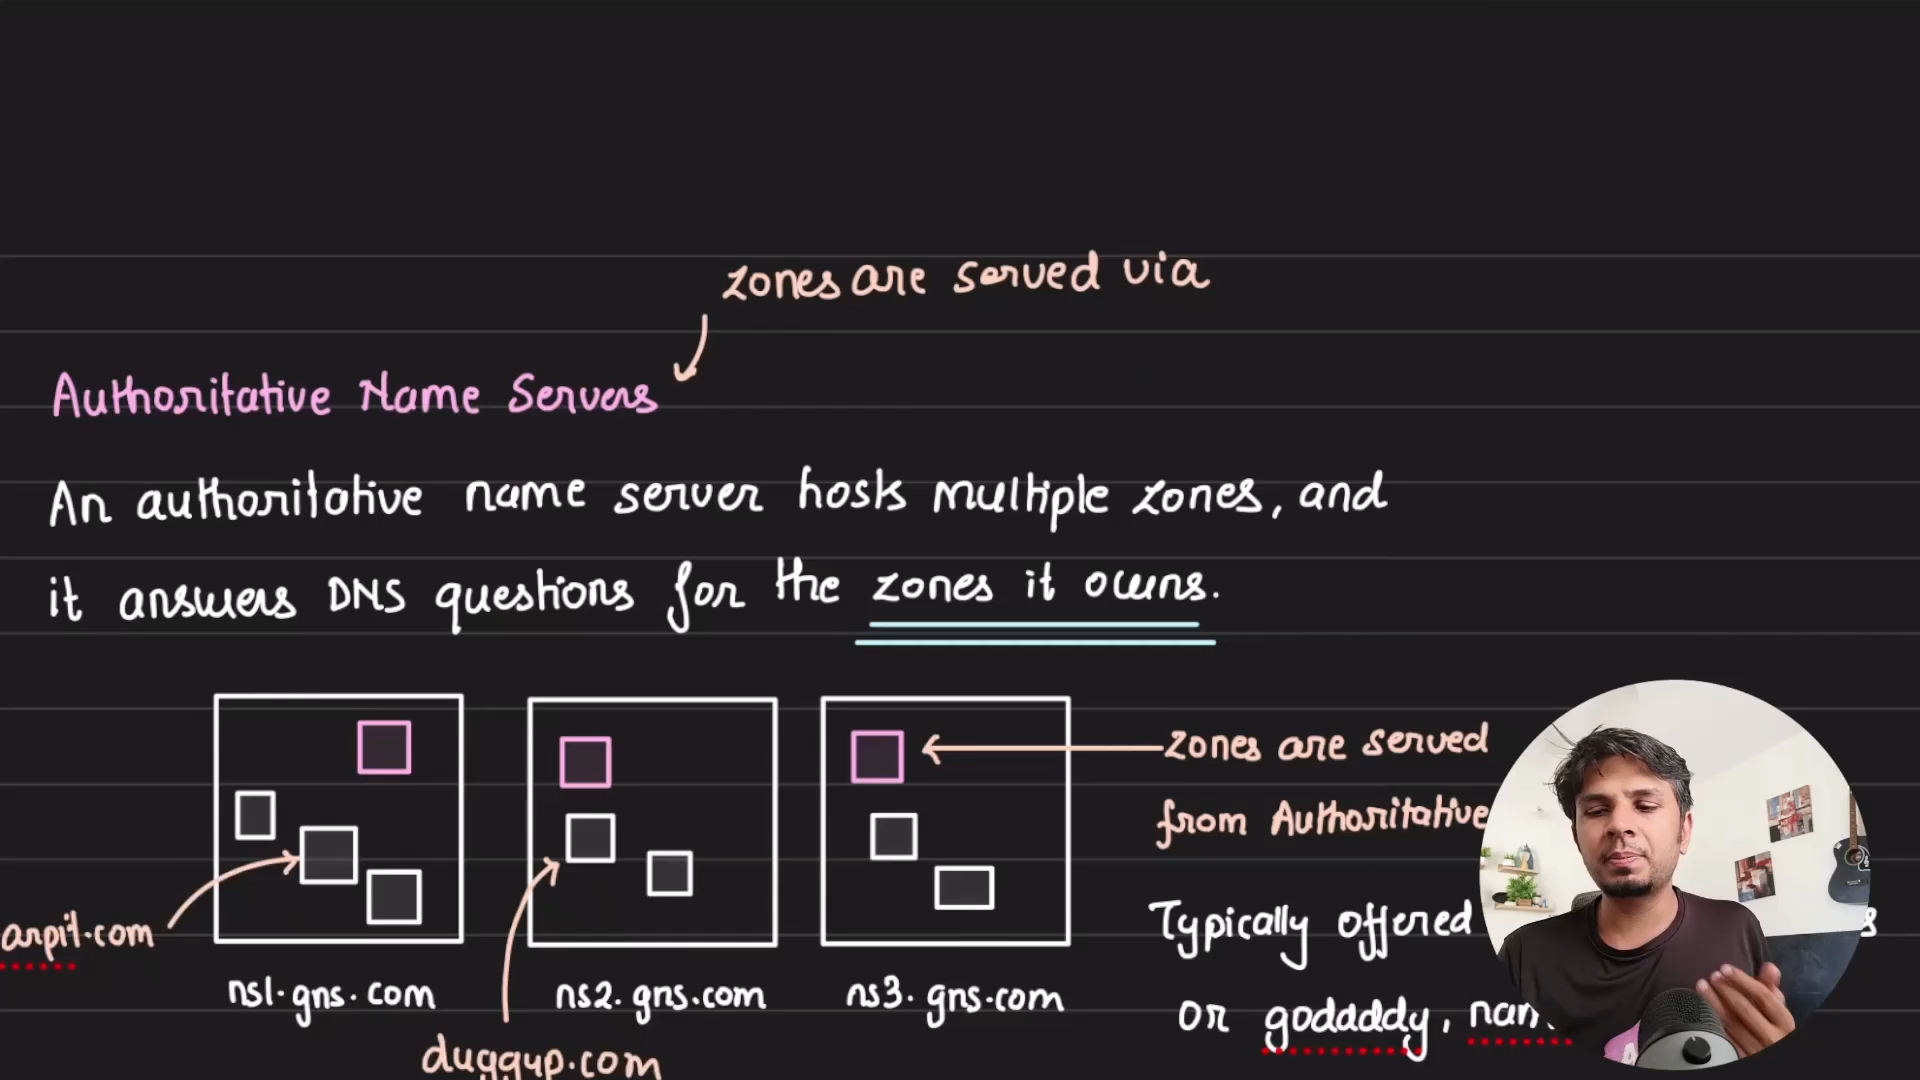 zones are served via
Authoritative Name Servers
An authoritative name server hosts multiple zones, and
it answers DNS questions for the zones it owns.
zones are served
from Authoritative
arpit.com
Typically offered
ns1.gns.com
ns2.gns.com
ns3.gns.com
or godaddy,
duggup.com